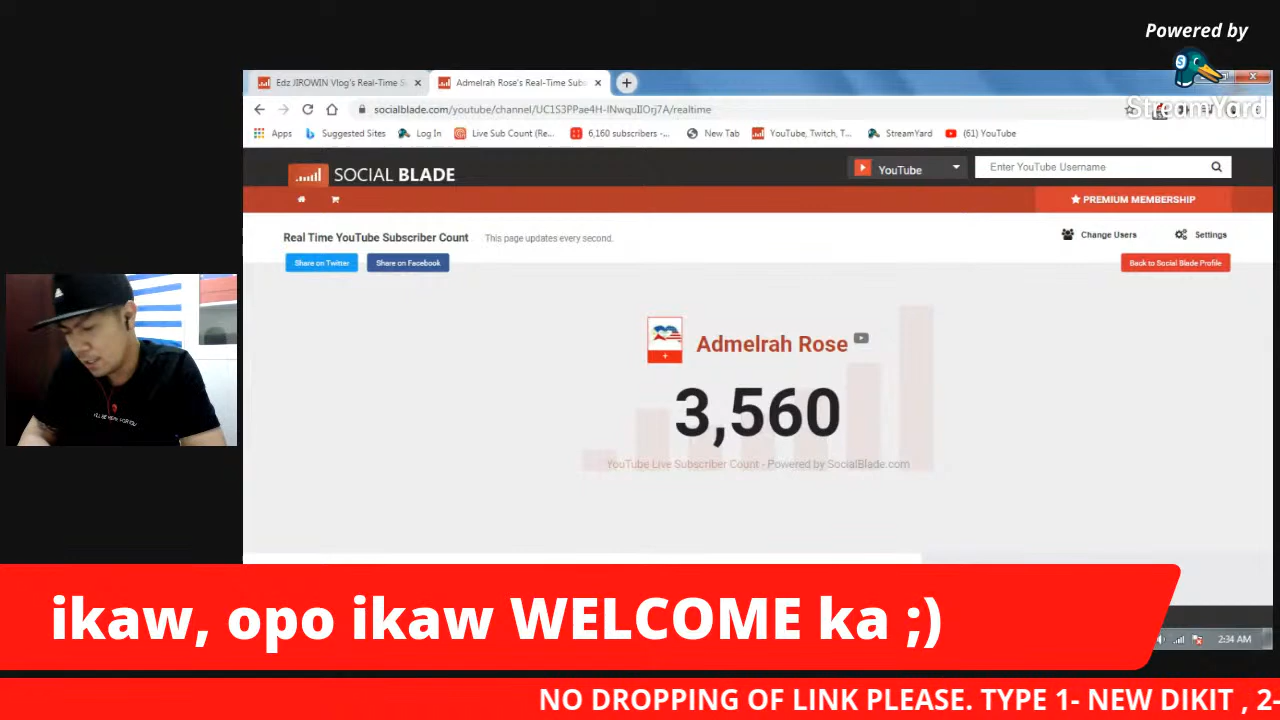 Powered by
StreamYard
Edz JIROWIN Vlog's Real-Time S
Admelrah Rose's Real-Time Subs
socialblade.com/youtube/channel/UC1S3PPae4H-lNwquIIOrj7A/realtime
Apps
Suggested Sites
Log In
Live Sub Count (Re...
6,160 subscribers -...
New Tab
YouTube, Twitch, T...
StreamYard
(61) YouTube
SOCIAL BLADE
YouTube
Enter YouTube Username
PREMIUM MEMBERSHIP
Real Time YouTube Subscriber Count
This page updates every second.
Change Users
Settings
Share on Twitter
Share on Facebook
Back to Social Blade Profile
Admelrah Rose
3,560
YouTube Live Subscriber Count - Powered by SocialBlade.com
ikaw, opo ikaw WELCOME ka ;)
2:34 AM
NO DROPPING OF LINK PLEASE. TYPE 1- NEW DIKIT , 2-